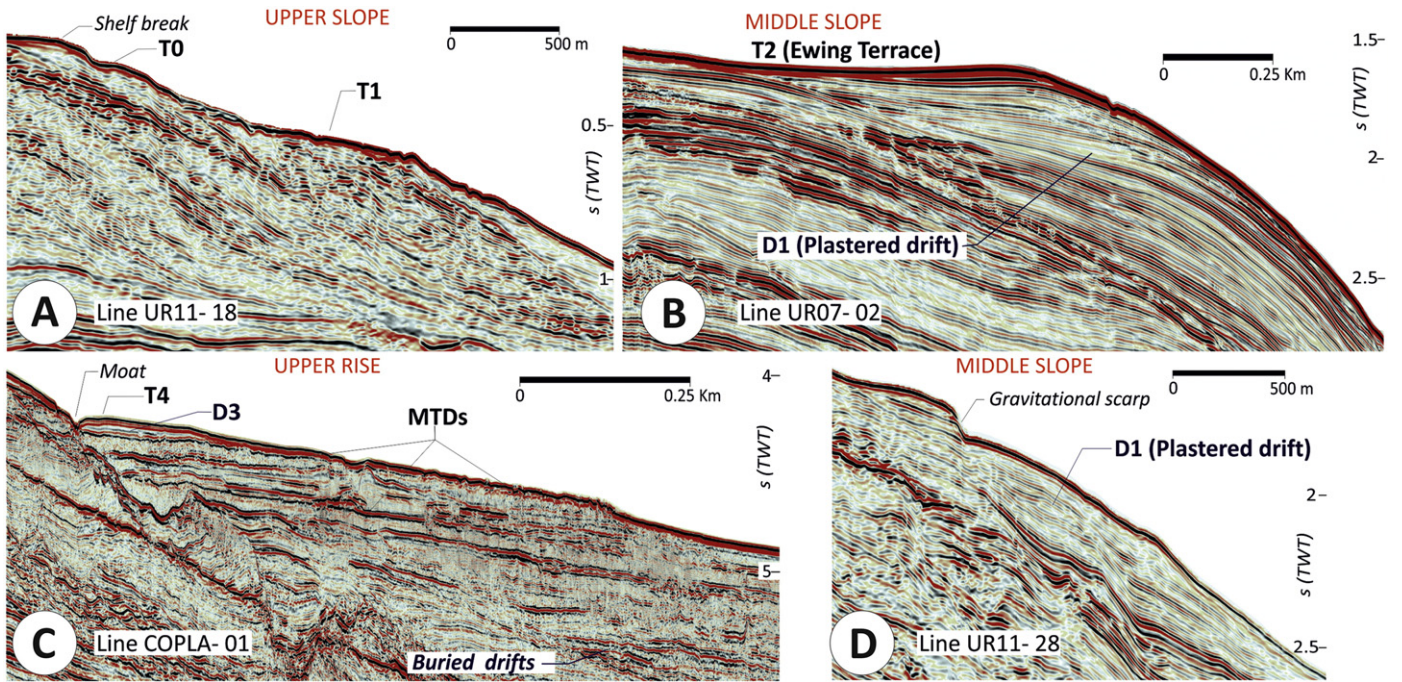 UPPER SLOPE
Shelf break
T0
T1
0 500 m
0.5
s (TWT)
1
A
Line UR11- 18
MIDDLE SLOPE
T2 (Ewing Terrace)
0 0.25 Km
1.5
s (TWT)
2
2.5
D1 (Plastered drift)
B
Line UR07- 02
UPPER RISE
Moat
T4
D3
MTDs
0 0.25 Km
4
s (TWT)
5
C
Line COPLA- 01
Buried drifts
MIDDLE SLOPE
0 500 m
Gravitational scarp
D1 (Plastered drift)
2
s (TWT)
2.5
D
Line UR11- 28